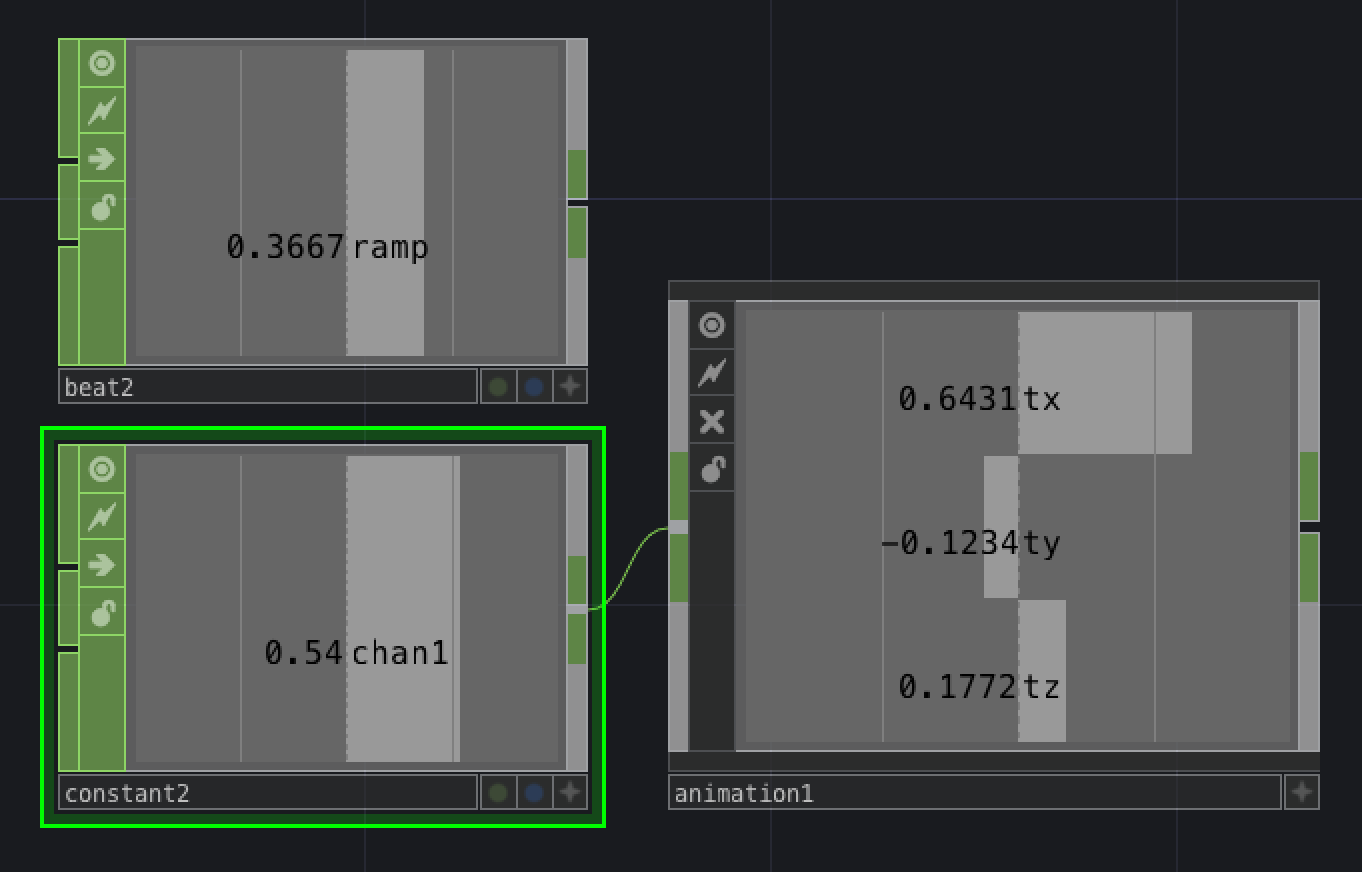 0.3667 ramp
beat2
0.54 chan1
constant2
0.6431 tx
-0.1234 ty
0.1772 tz
animation1